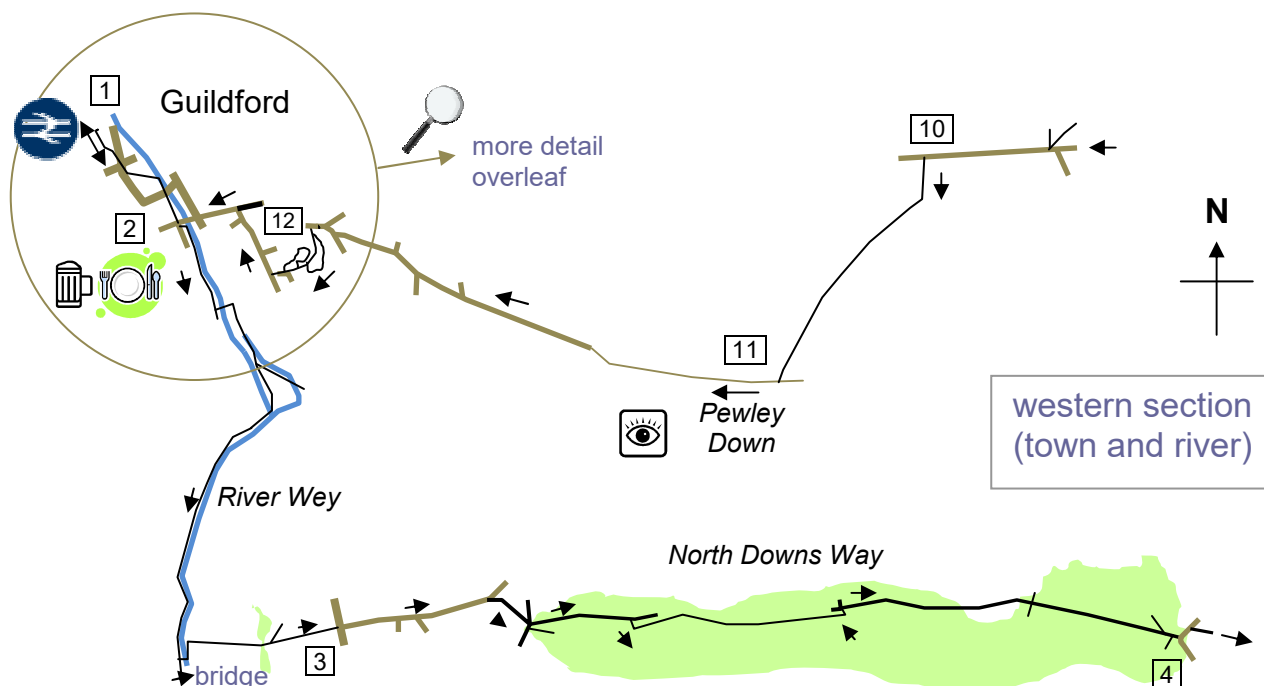 1
Guildford
more detail
overleaf
10
N
2
12
11
Pewley
Down
western section
(town and river)
River Wey
North Downs Way
3
4
bridge